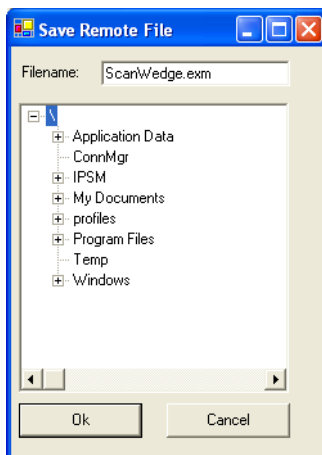 Save Remote File
Filename: ScanWedge.exm
\
Application Data
ConnMgr
IPSM
My Documents
profiles
Program Files
Temp
Windows
Ok Cancel